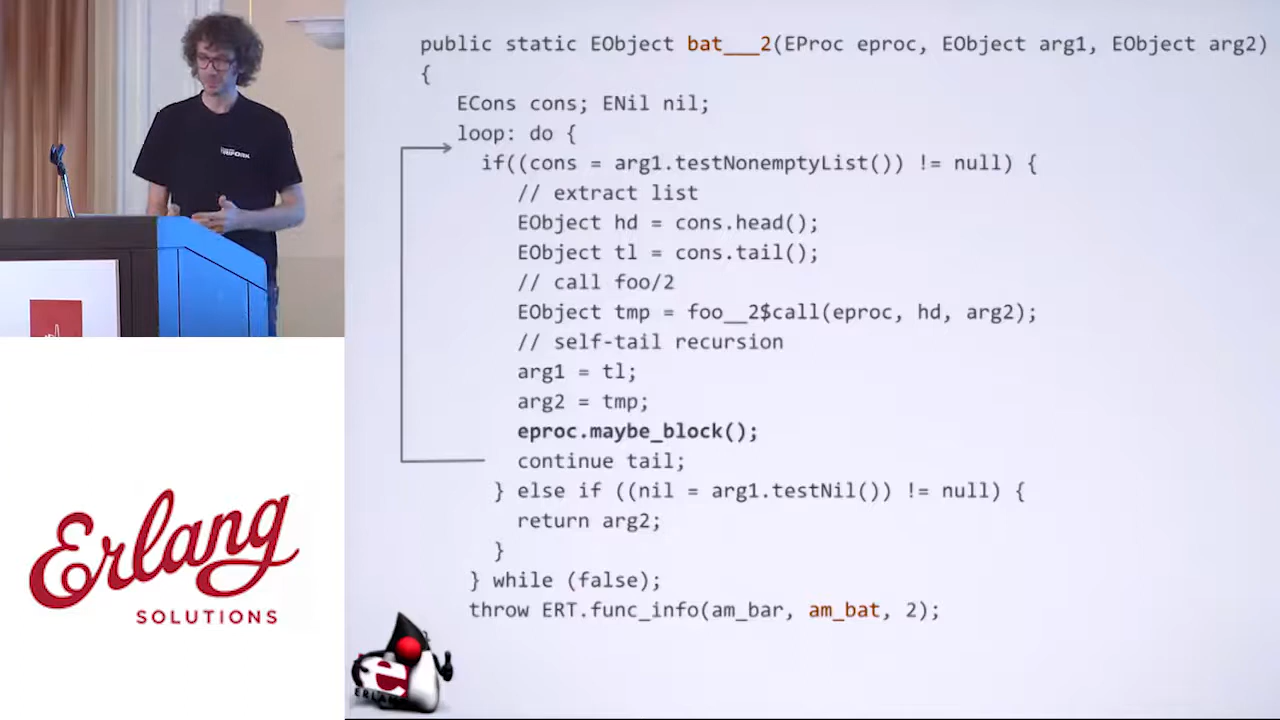 public static EObject bat___2(EProc eproc, EObject arg1, EObject arg2)
{
ECons cons; ENil nil;
loop: do {
if((cons = arg1.testNonemptyList()) != null) {
// extract list
EObject hd = cons.head();
EObject tl = cons.tail();
// call foo/2
EObject tmp = foo__2$call(eproc, hd, arg2);
// self-tail recursion
arg1 = tl;
arg2 = tmp;
eproc.maybe_block();
continue tail;
} else if ((nil = arg1.testNil()) != null) {
return arg2;
}
} while (false);
throw ERT.func_info(am_bar, am_bat, 2);
Erlang
SOLUTIONS
e